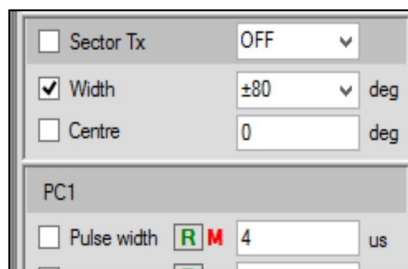 Sector Tx OFF
Width ±80 deg
Centre 0 deg
PC1
Pulse width R M 4 us